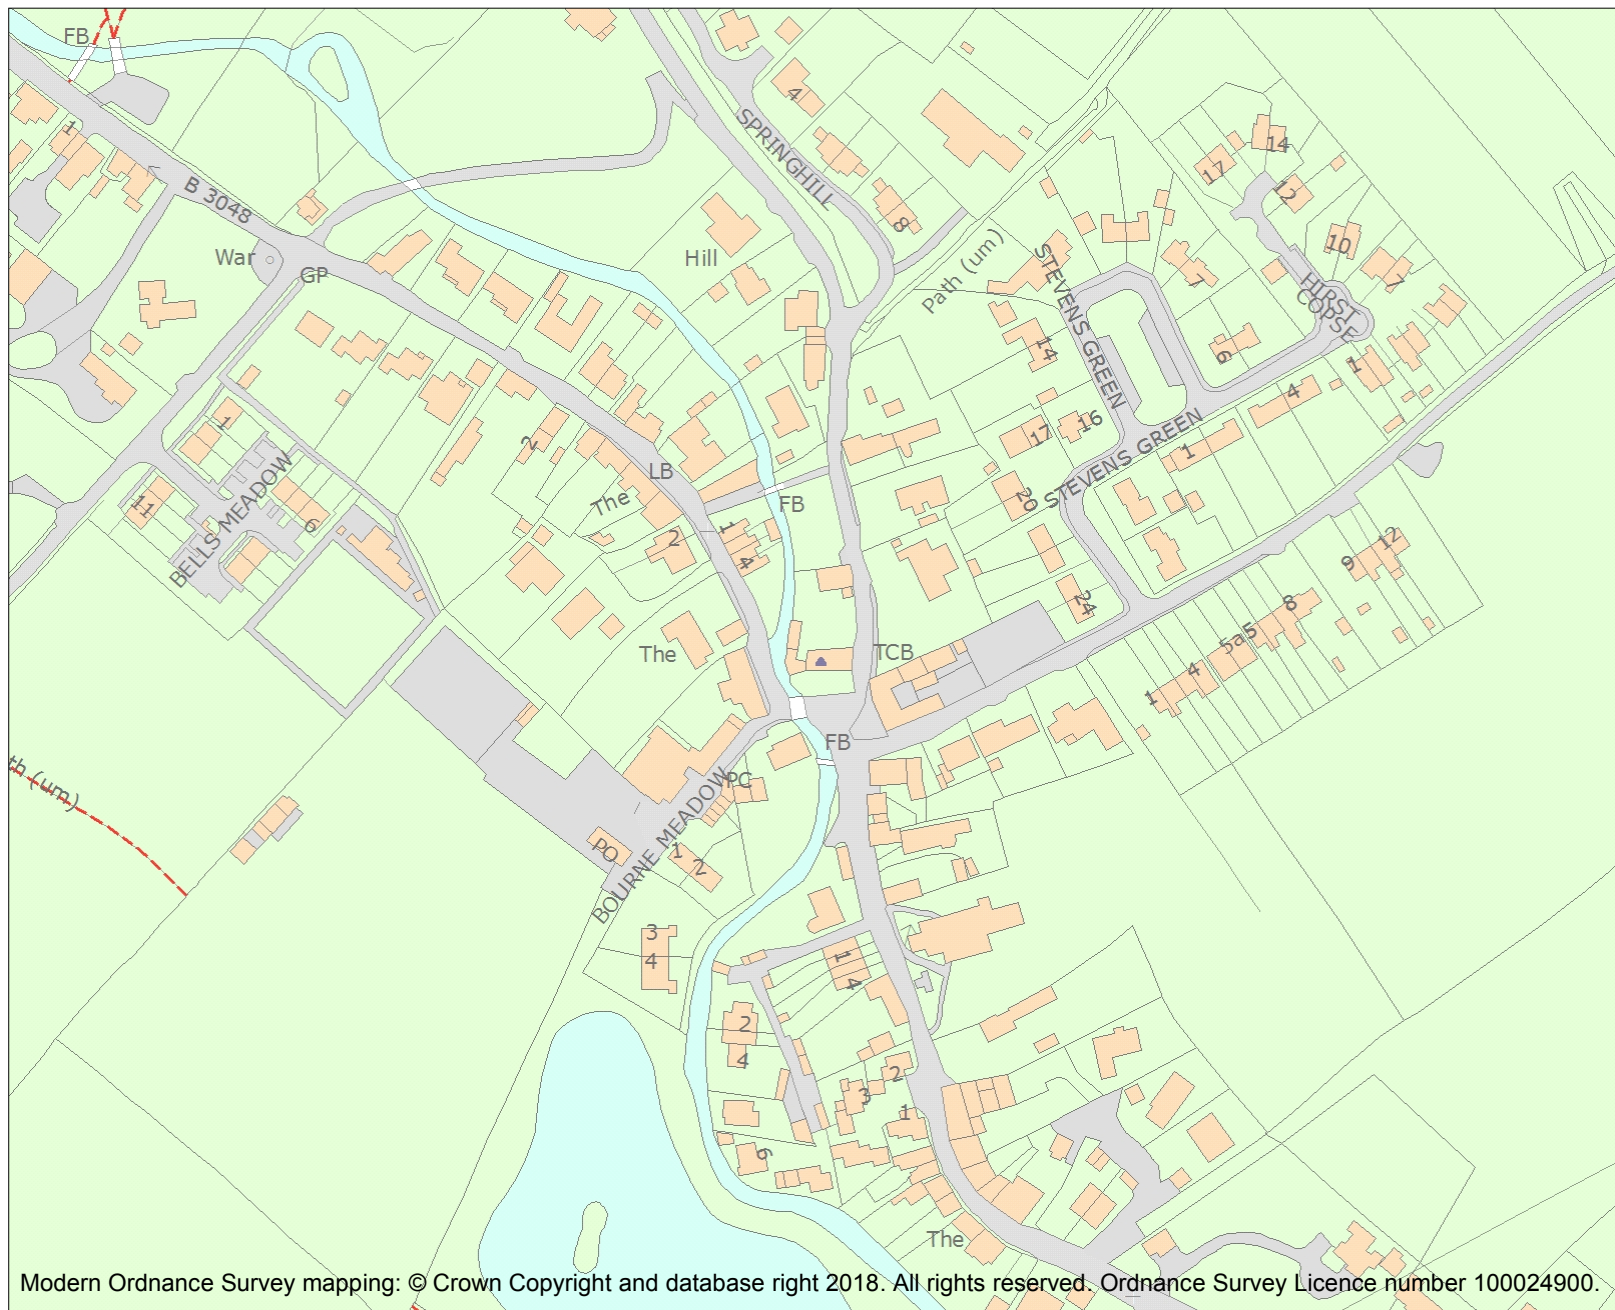 FB
SPRINGHILL
4
8
1
B 3048
War
GP
Hill
Path (um)
STEVENS GREEN
14
17
12
10
7
HIRST
COPSE
7
6
1
4
14
17
16
STEVENS GREEN
1
20
24
2
LB
The
FB
1
4
2
1
11
BELLS MEADOW
6
The
TCB
9
12
8
5a
5
4
1
FB
PC
th (um)
PO
BOURNE MEADOW
1
2
3
4
1
4
2
4
2
3
1
6
The
Modern Ordnance Survey mapping: © Crown Copyright and database right 2018. All rights reserved. Ordnance Survey Licence number 100024900.